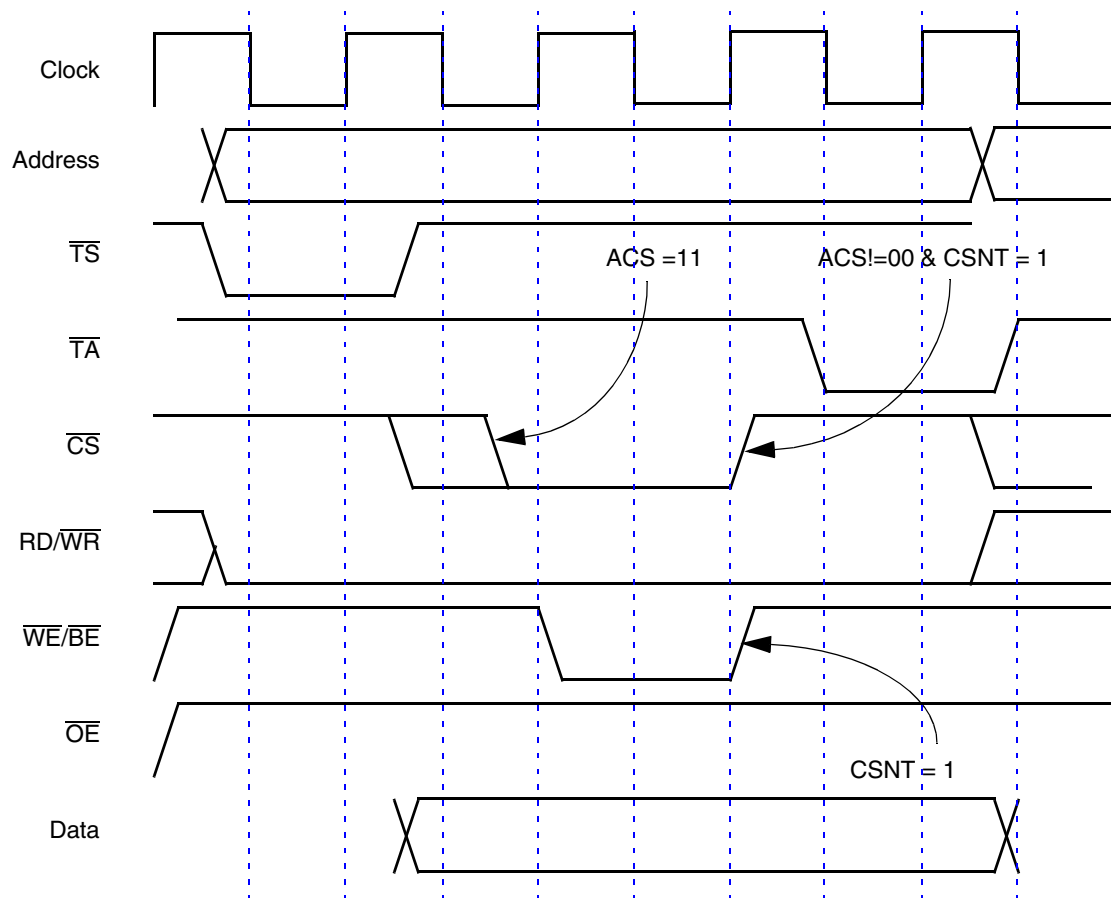 Clock
Address
TS
ACS =11
ACS!=00 & CSNT = 1
TA
CS
RD/WR
WE/BE
OE
CSNT = 1
Data